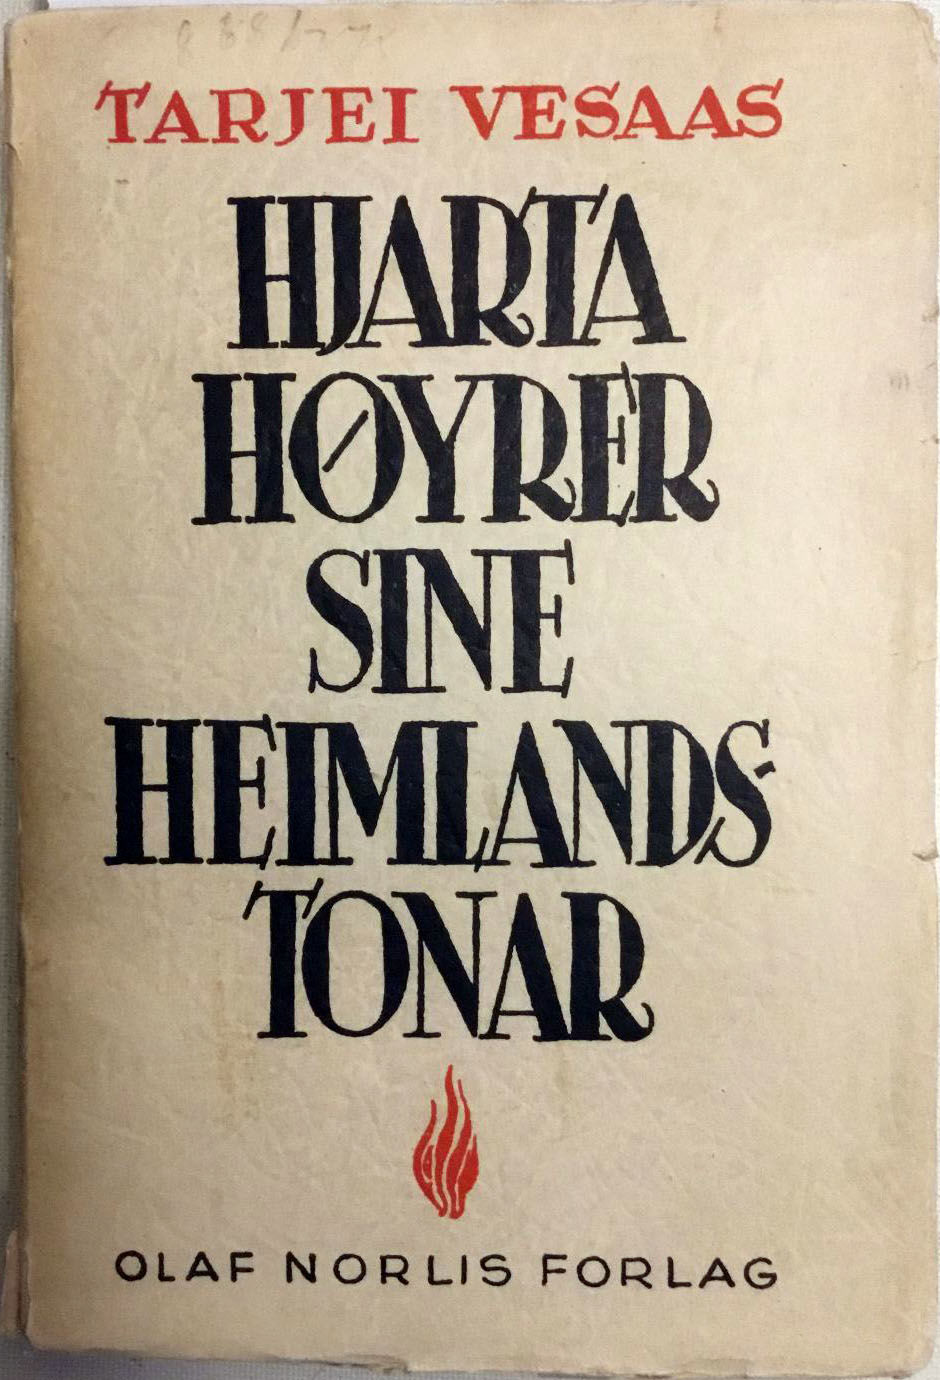 TARJEI VESAAS
HJARTA
HØYRER
SINE
HEIMLANDS-
TONAR
OLAF NORLIS FORLAG